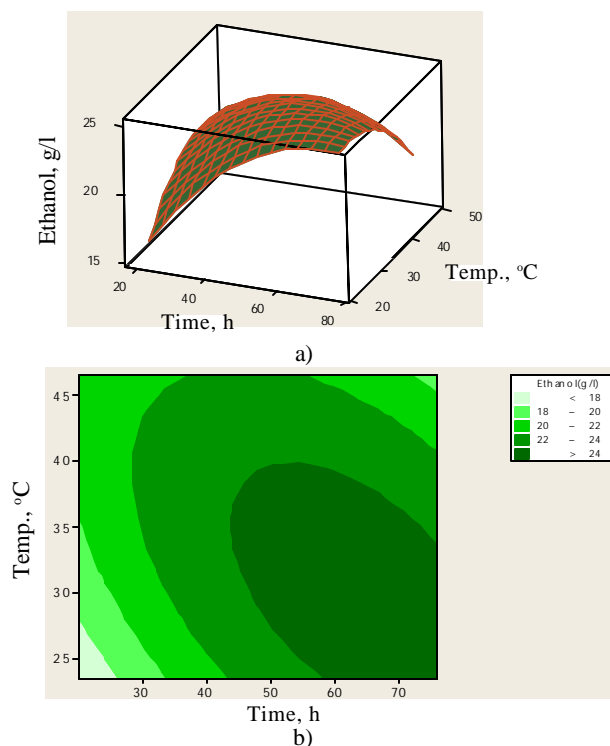 Ethanol, g/l
25
20
15
20
40
60
80
Time, h
20
30
40
50
Temp., °C
a)
Temp., °C
45
40
35
30
25
30 40 50 60 70
Time, h
b)
Ethanol(g/l)
< 18
18 – 20
20 – 22
22 – 24
> 24